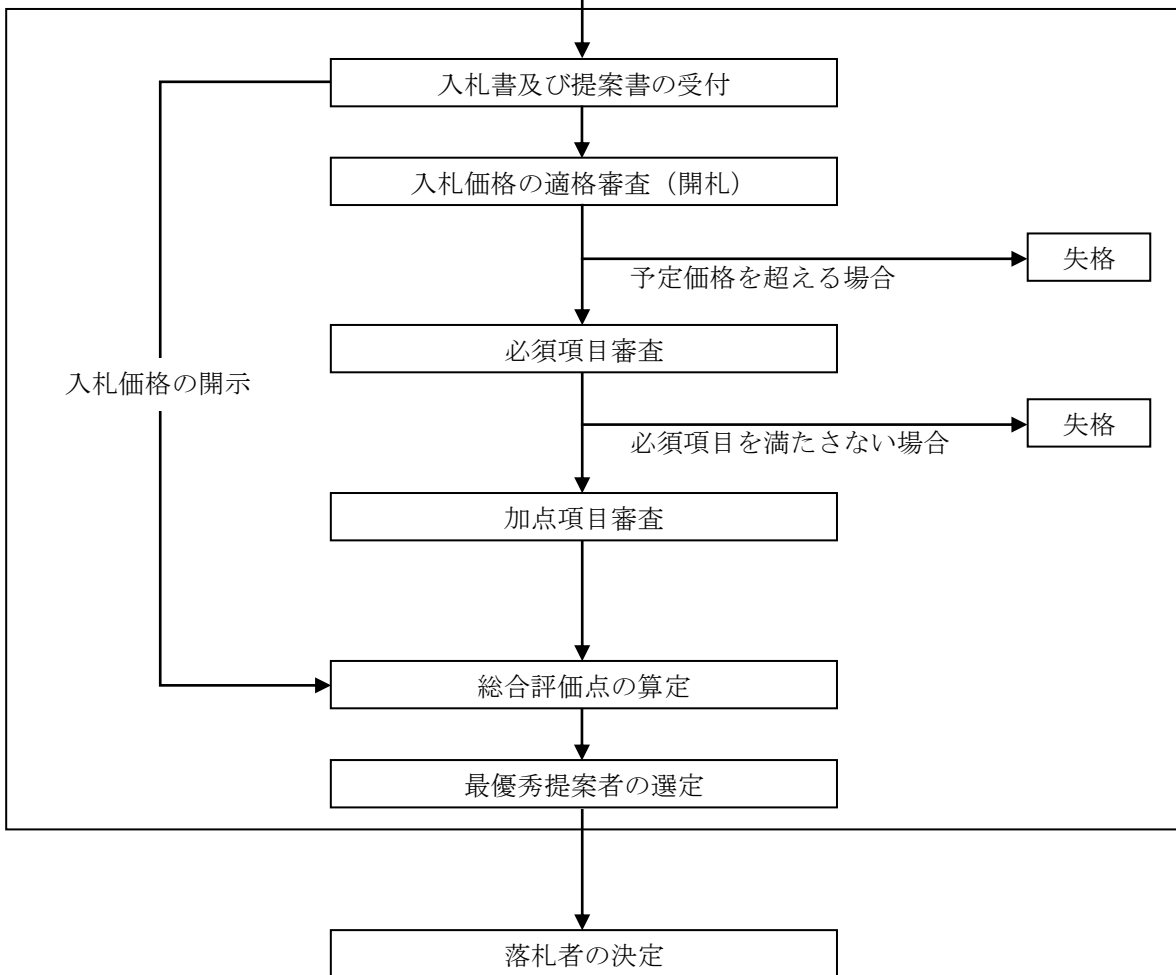 入札書及び提案書の受付
入札価格の適格審査（開札）
失格
予定価格を超える場合
必須項目審査
入札価格の開示
失格
必須項目を満たさない場合
加点項目審査
総合評価点の算定
最優秀提案者の選定
落札者の決定